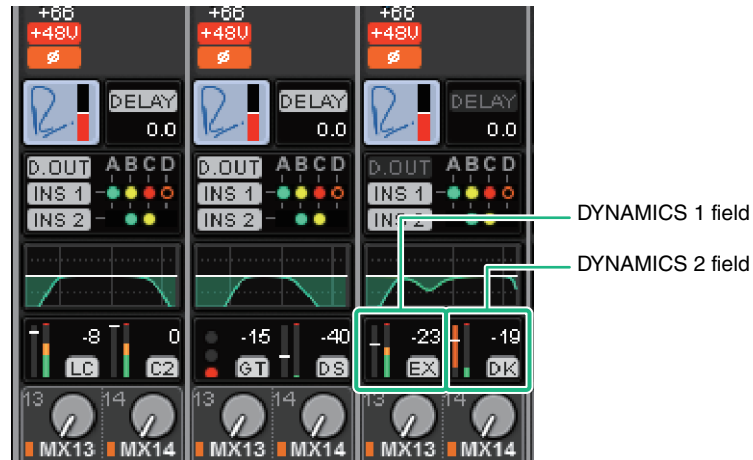 +66 +66 +66
+48V +48V +48V
ø ø ø
DELAY DELAY DELAY
0.0 0.0 0.0
D.OUT A B C D D.OUT A B C D D.OUT A B C D
INS 1 INS 1 INS 1
INS 2 INS 2 INS 2
DYNAMICS 1 field
DYNAMICS 2 field
-8 0 -15 -40 -23 -19
LC C2 GT DS EX DK
13 14 13 14 13 14
MX13 MX14 MX13 MX14 MX13 MX14